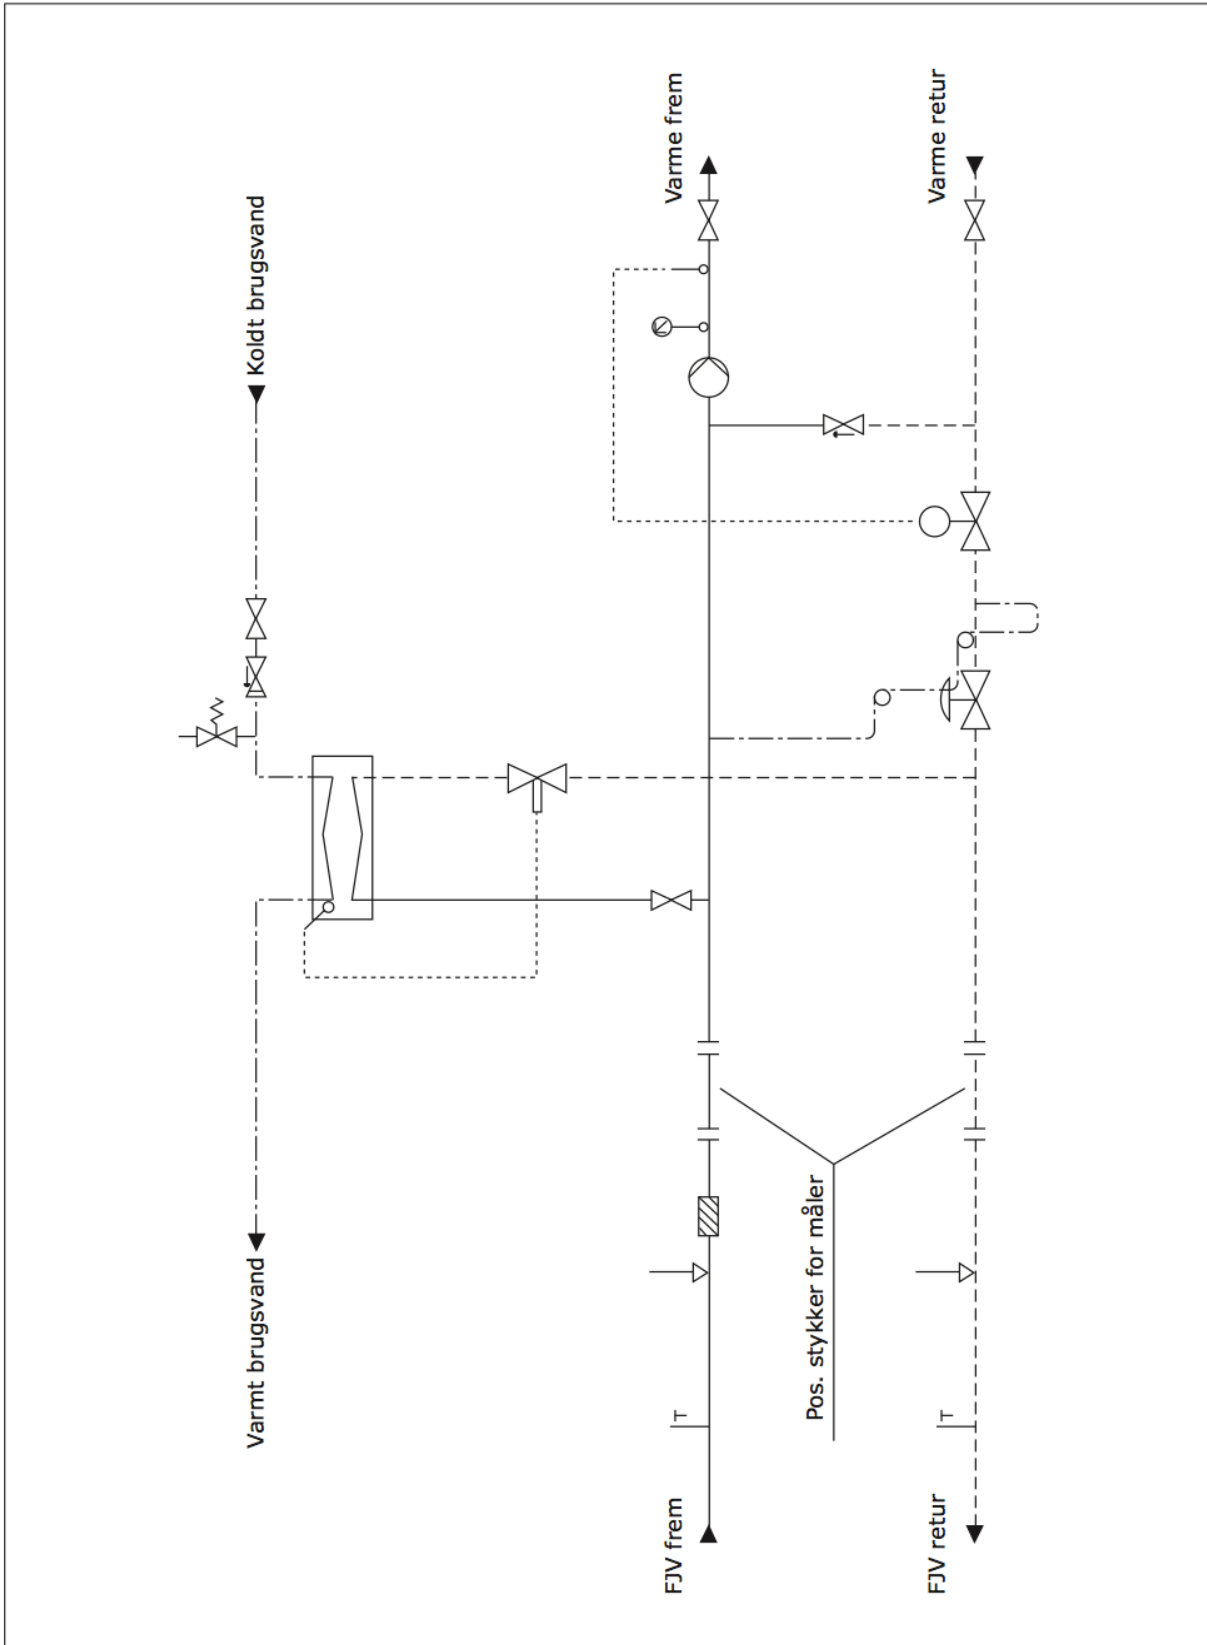 Koldt brugsvand
Varmt brugsvand
Varme frem
Varme retur
Pos. stykker for måler
T
T
FJV frem
FJV retur